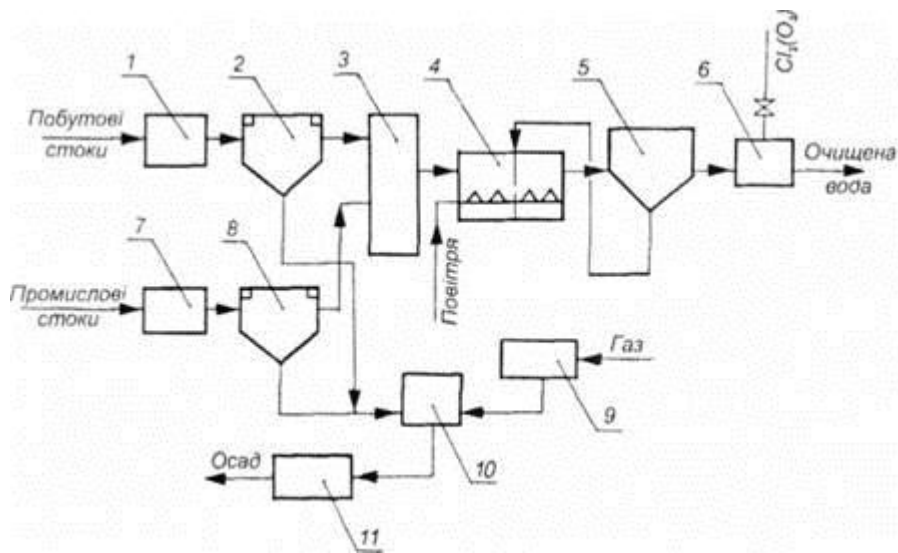 1
2
3
4
5
6
Cl₂(O₃)
Побутові
стоки
Очищена
вода
7
8
Промислові
стоки
Повітря
Газ
9
10
Осад
11